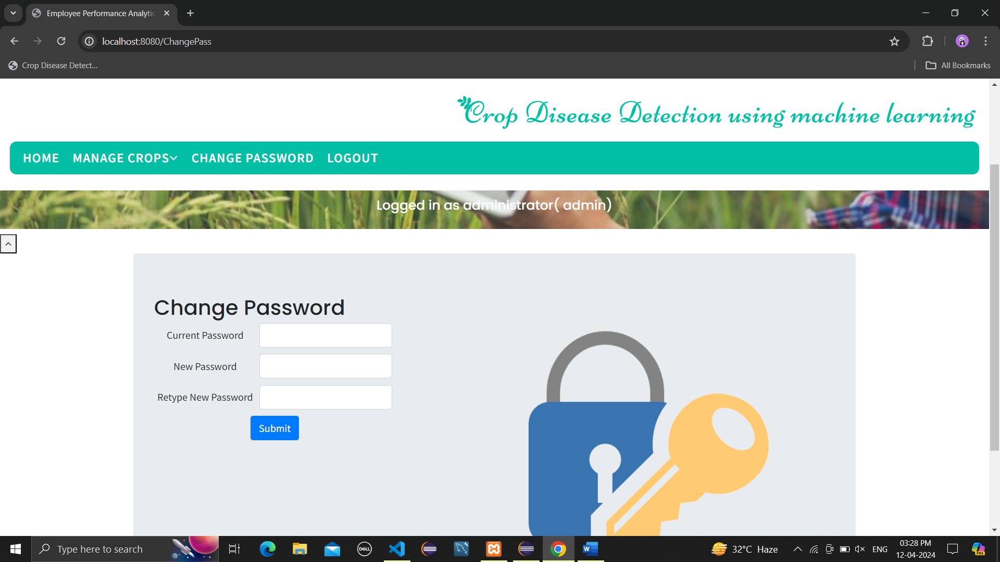 Employee Performance Analytic
localhost:8080/ChangePass
Crop Disease Detect...
All Bookmarks
Crop Disease Detection using machine learning
HOME MANAGE CROPS CHANGE PASSWORD LOGOUT
Logged in as administrator( admin)
Change Password
Current Password
New Password
Retype New Password
Submit
Type here to search
DELL
W
32°C Haze
ENG
03:28 PM
12-04-2024
PRE